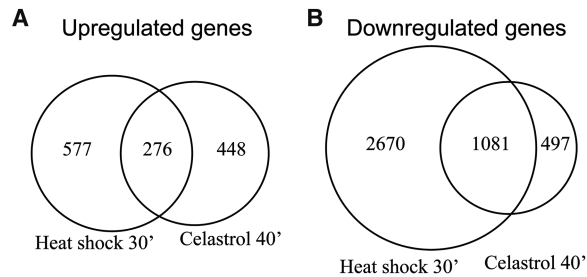 A
Upregulated genes
577
276
448
Heat shock 30’
Celastrol 40’
B
Downregulated genes
2670
1081
497
Heat shock 30’
Celastrol 40’